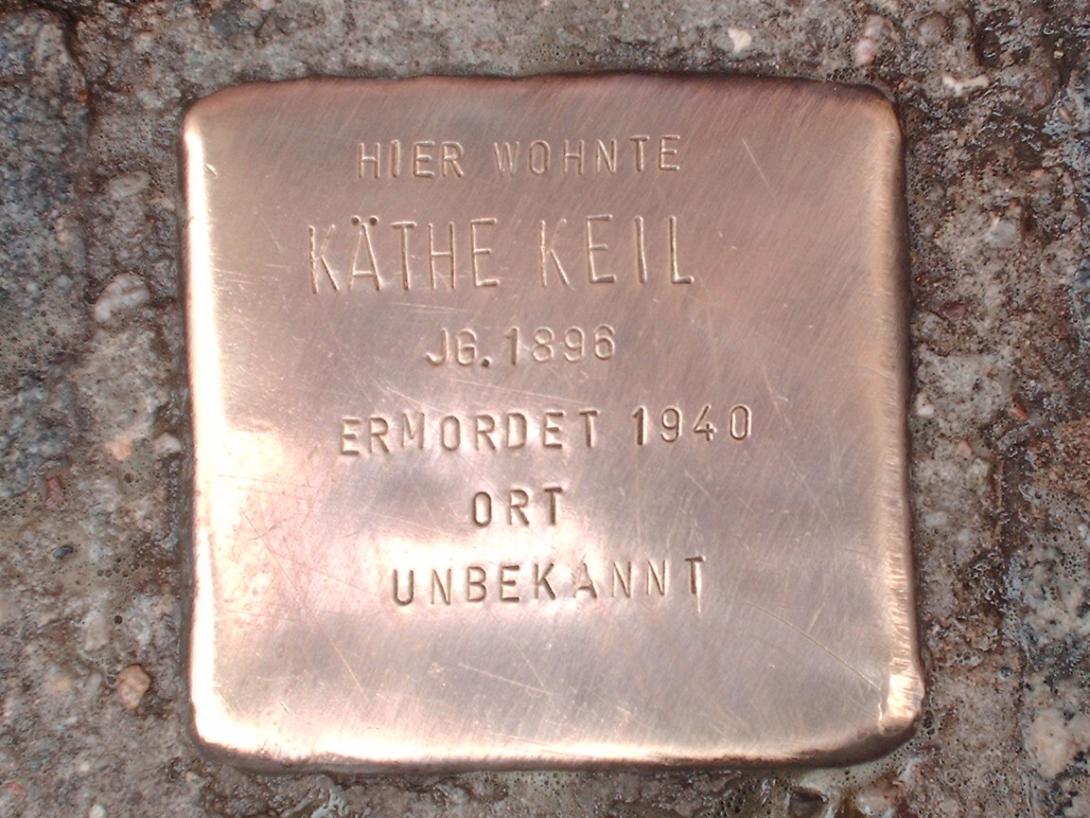 HIER WOHNTE
KÄTHE KEIL
JG. 1896
ERMORDET 1940
ORT
UNBEKANNT